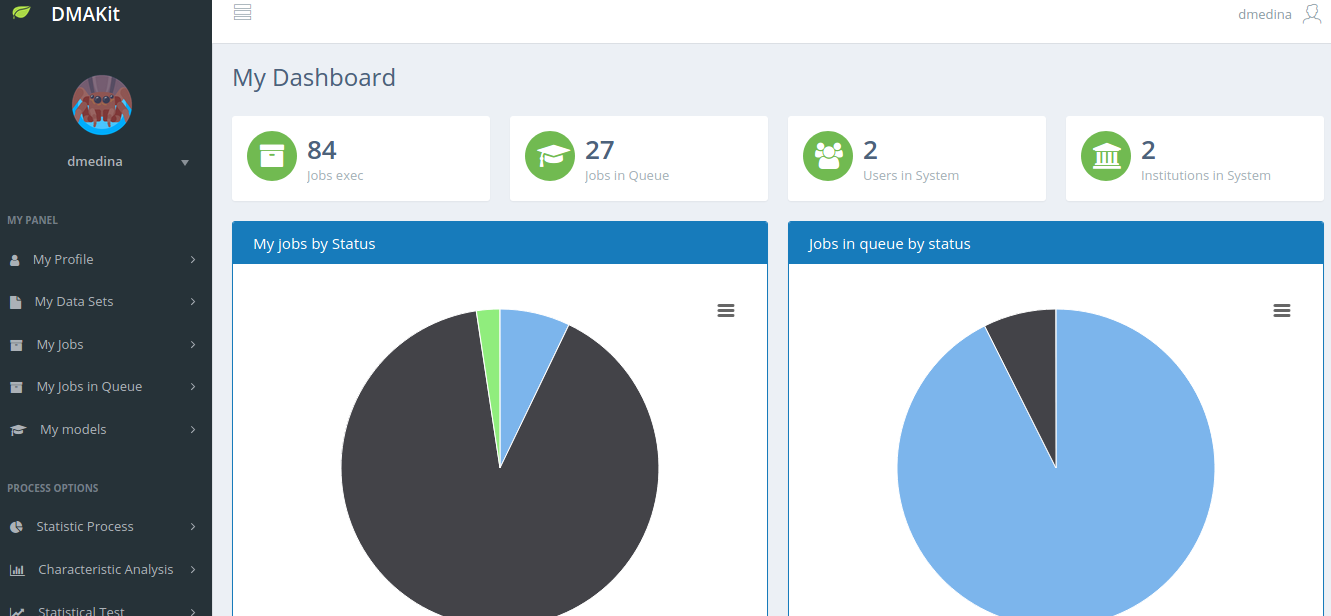 DMAKit
dmedina
dmedina
MY PANEL
My Profile
My Data Sets
My Jobs
My Jobs in Queue
My models
PROCESS OPTIONS
Statistic Process
Characteristic Analysis
Statistical Test
My Dashboard
84
Jobs exec
27
Jobs in Queue
2
Users in System
2
Institutions in System
My jobs by Status
Jobs in queue by status